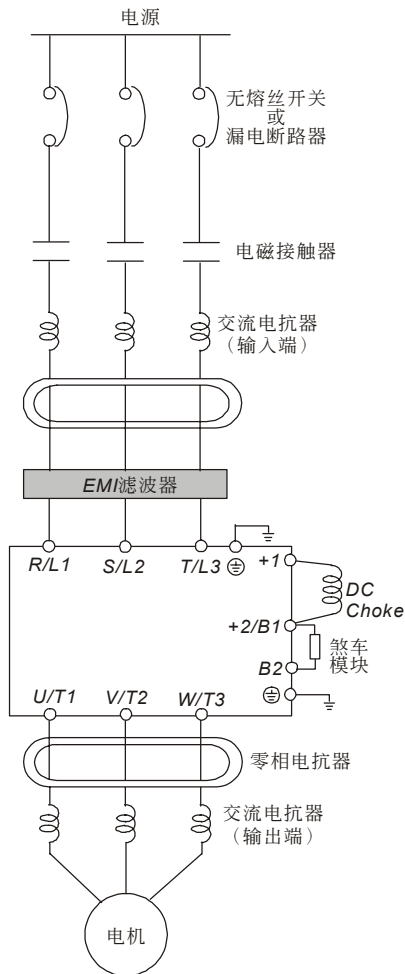 电源
无熔丝开关
或
漏电断路器
电磁接触器
交流电抗器
（输入端）
EMI滤波器
R/L1
S/L2
T/L3
+1
DC
Choke
+2/B1
煞车
模块
B2
U/T1
V/T2
W/T3
零相电抗器
交流电抗器
（输出端）
电机